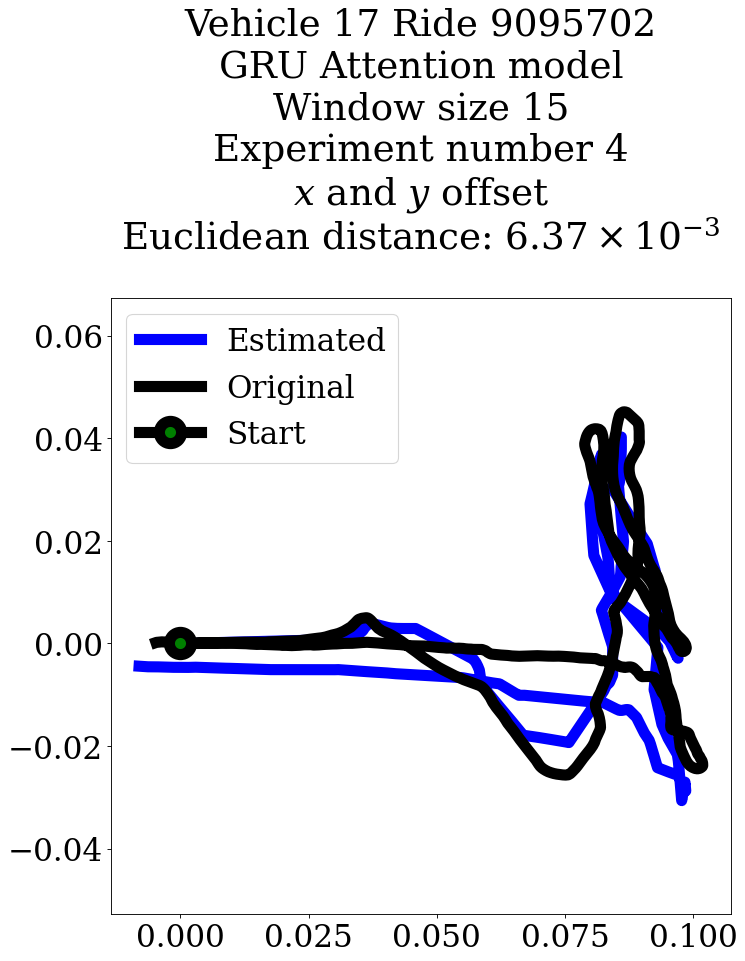 Vehicle 17 Ride 9095702
GRU Attention model
Window size 15
Experiment number 4
x and y offset
Euclidean distance: 6.37 × 10⁻³
Estimated
Original
Start
0.06
0.04
0.02
0.00
−0.02
−0.04
0.000 0.025 0.050 0.075 0.100